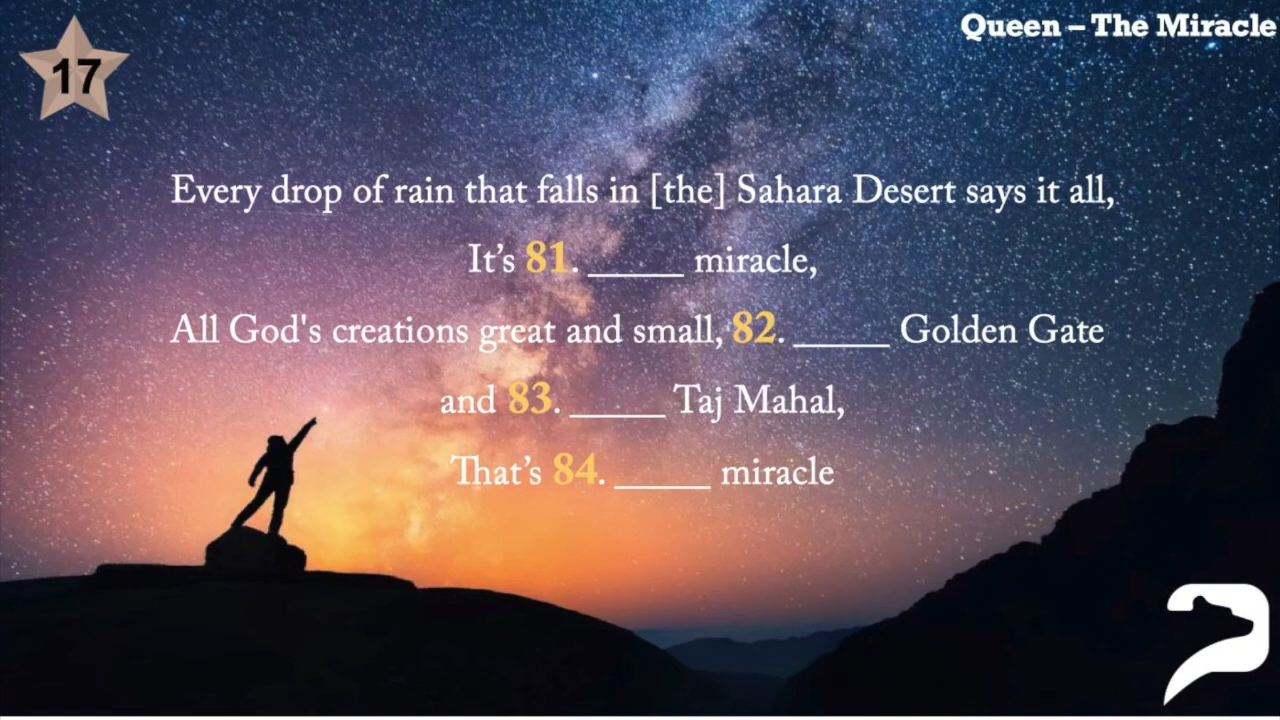 Queen – The Miracle
17
Every drop of rain that falls in [the] Sahara Desert says it all,
It’s 81. _____ miracle,
All God's creations great and small, 82. _____ Golden Gate
and 83. _____ Taj Mahal,
That’s 84. _____ miracle